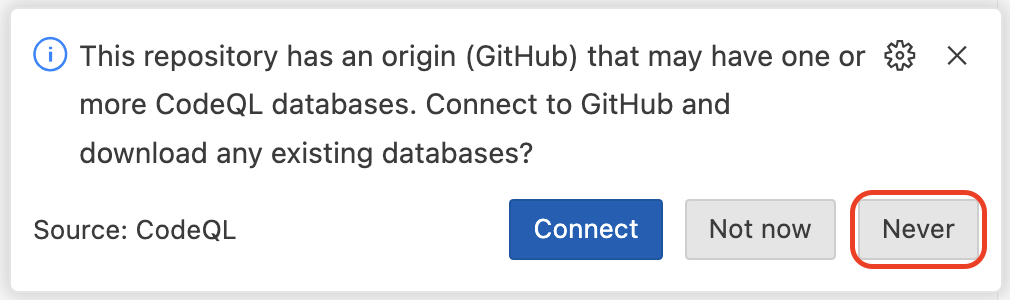 This repository has an origin (GitHub) that may have one or
more CodeQL databases. Connect to GitHub and
download any existing databases?
Source: CodeQL
Connect
Not now
Never